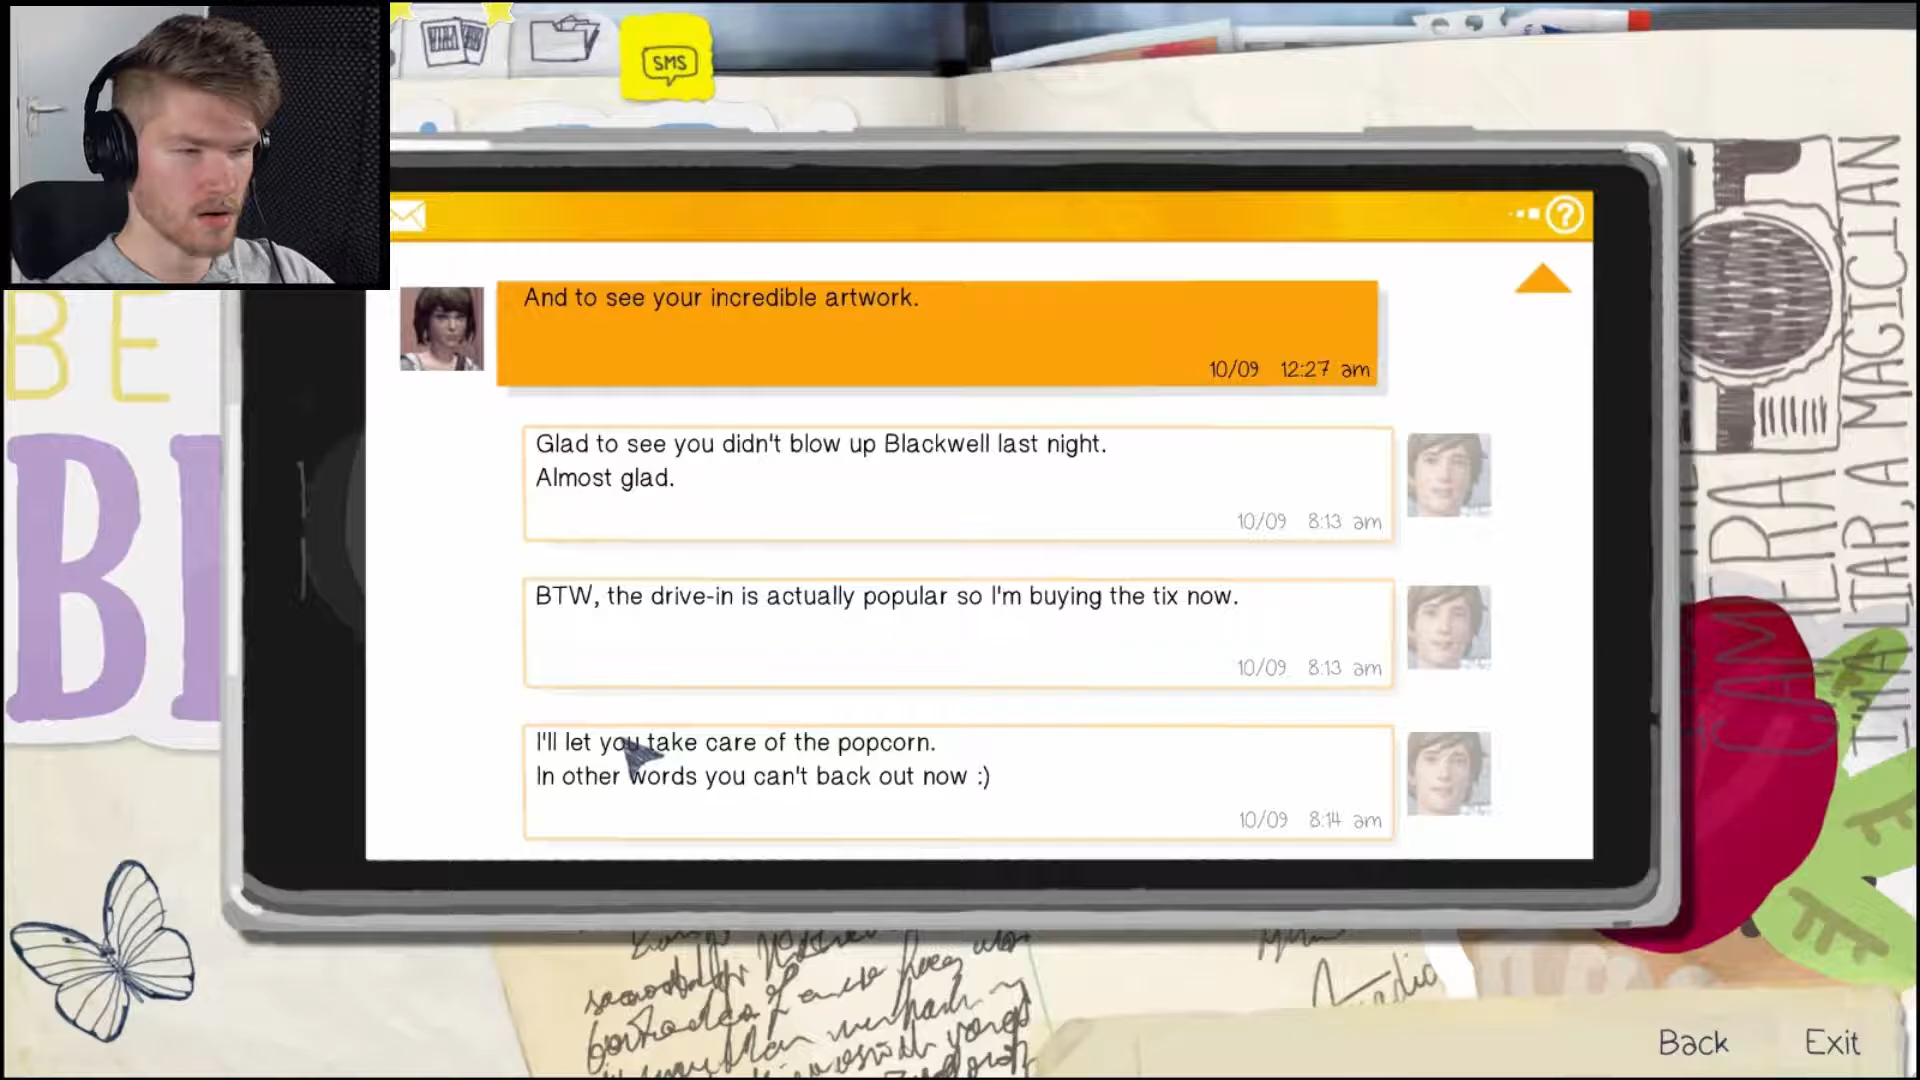 SMS
And to see your incredible artwork.
10/09 12:27 am
Glad to see you didn't blow up Blackwell last night.
Almost glad.
10/09 8:13 am
BTW, the drive-in is actually popular so I'm buying the tix now.
10/09 8:13 am
I'll let you take care of the popcorn.
In other words you can't back out now :)
10/09 8:14 am
BE
LIAR, A MAGICIAN
Back
Exit